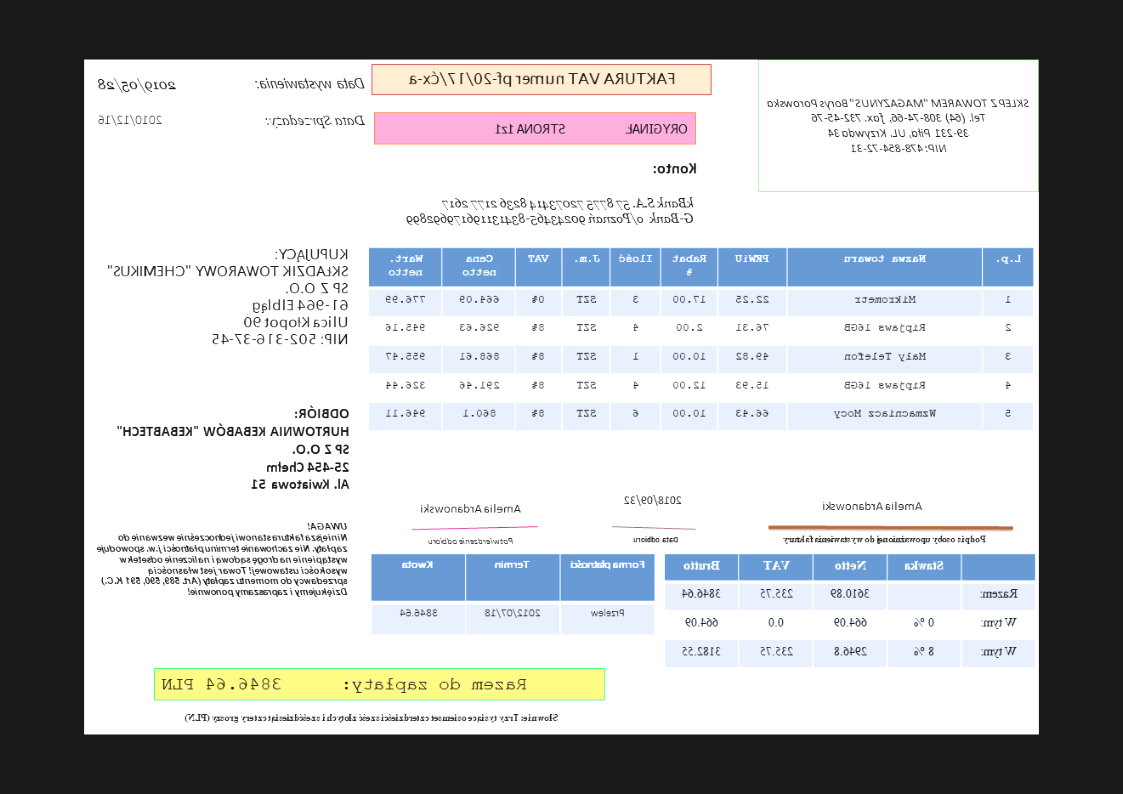 SKLEP Z TOWAREM "MAGAZYNUS" Borys Porowska
Tel. (64) 308-74-66, fax. 732-45-76
39-231 Piła, UL. Krzywda 34
NIP: 478-854-72-31
FAKTURA VAT numer pf-20/17/ćx-a
ORYGINAŁ STRONA 1z1
Data wystawienia: 2019/05/28
Data Sprzedaży: 2010/12/16
Konto:
kBank S.A. 57 8775 7207 3414 8236 2177 2617
G-Bank o/Poznań 90243465-834131196179692899
L.p. Nazwa towaru PKWiU Rabat % Ilość J.m. VAT Cena netto Wart. netto
1 Mikrometr 22.25 17.00 3 SZT 0% 664.09 776.99
2 Ripjaws 16GB 76.31 2.00 4 SZT 8% 926.63 945.16
3 Mały Telefon 49.82 10.00 1 SZT 8% 868.61 955.47
4 Ripjaws 16GB 15.93 12.00 4 SZT 8% 291.46 326.44
5 Wzmacniacz Mocy 66.43 10.00 6 SZT 8% 860.1 946.11
KUPUJĄCY:
SKŁADZIK TOWAROWY "CHEMIKUS"
SP Z O.O.
61-964 Elbląg
Ulica Kłopot 90
NIP: 502-316-37-45
ODBIÓR:
HURTOWNIA KEBABÓW "KEBABTECH"
SP Z O.O.
25-454 Chełm
Al. Kwiatowa 51
Amelia Ardanowski
Podpis osoby upoważnionej do wystawienia faktury
2018/09/32
Data odbioru
Amelia Ardanowski
Potwierdzenie odbioru
UWAGA!
Niniejsza faktura stanowi jednocześnie wezwanie do
zapłaty. Nie zachowanie terminu płatności j.w. spowoduje
wystąpienie na drogę sądową i naliczenie odsetek w
wysokości ustawowej! Towar jest własnością
sprzedawcy do momentu zapłaty (Art. 589, 590, 591 K.C.)
Dziękujemy i zapraszamy ponownie!
Stawka Netto VAT Brutto
Razem: 3610.89 235.75 3846.64
W tym: 0 % 664.09 0.0 664.09
W tym: 8 % 2946.8 235.75 3182.55
Forma płatności Termin Kwota
Przelew 2012/07/18 3846.64
Razem do zapłaty: 3846.64 PLN
Słownie: Trzy tysiące osiemset czterdzieści sześć złotych i sześćdziesiąt cztery groszy (PLN)